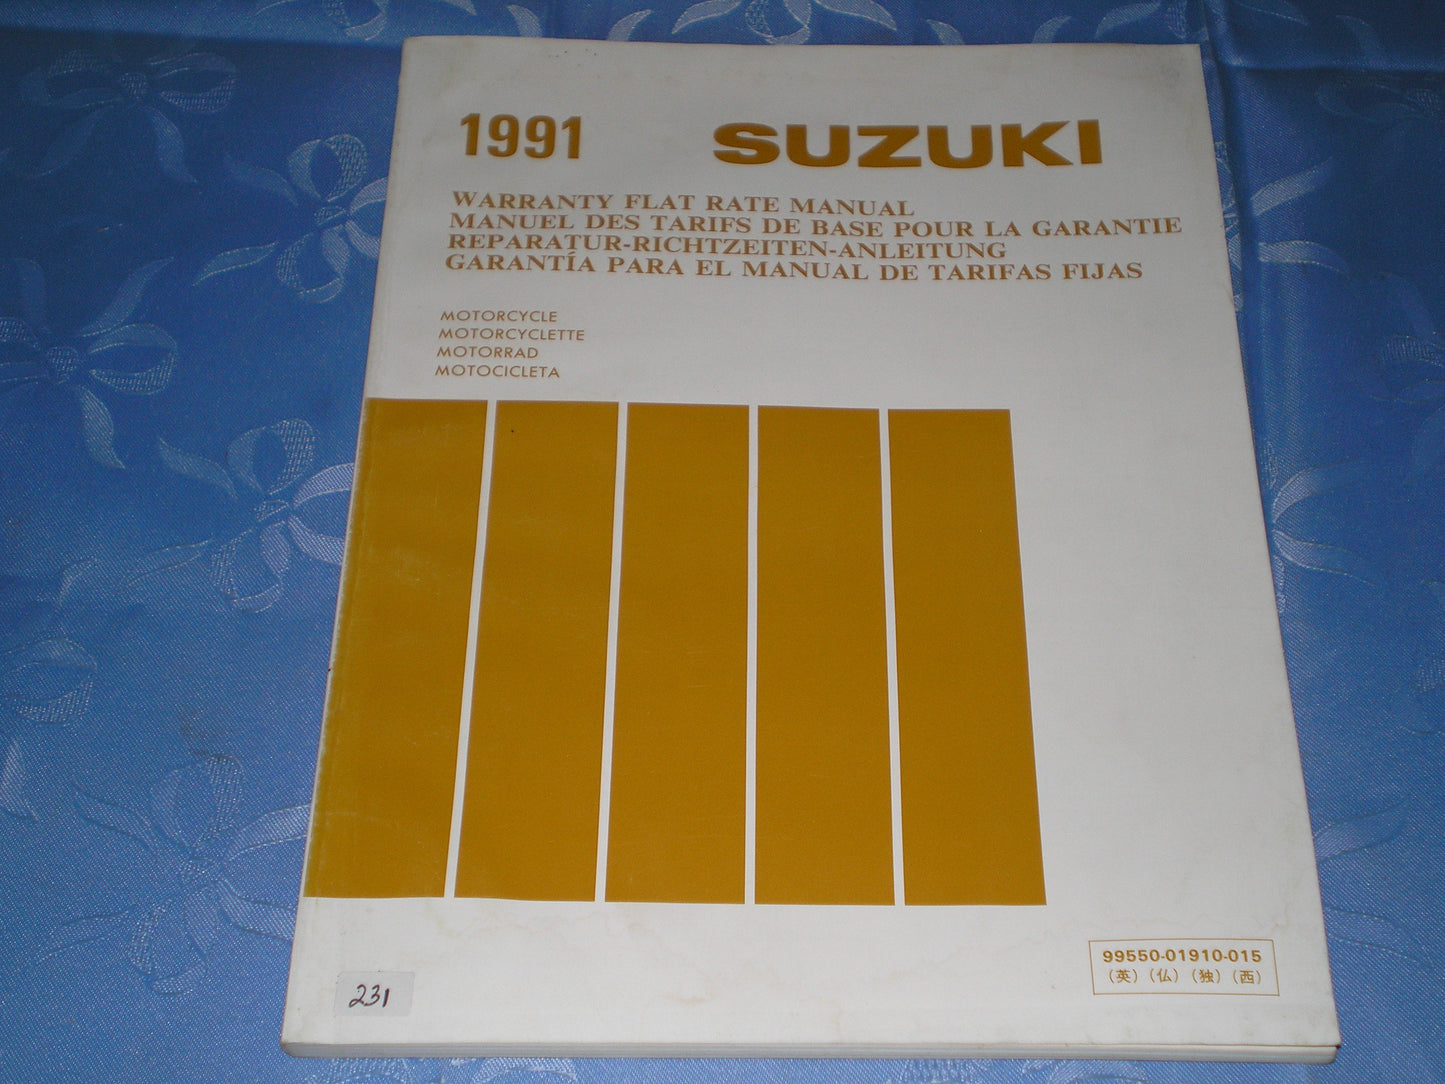 1991 SUZUKI
WARRANTY FLAT RATE MANUAL
MANUEL DES TARIFS DE BASE POUR LA GARANTIE
REPARATUR-RICHTZEITEN-ANLEITUNG
GARANTÍA PARA EL MANUAL DE TARIFAS FIJAS
MOTORCYCLE
MOTORCYCLETTE
MOTORRAD
MOTOCICLETA
99550-01910-015
（英）（仏）（独）（西）
231